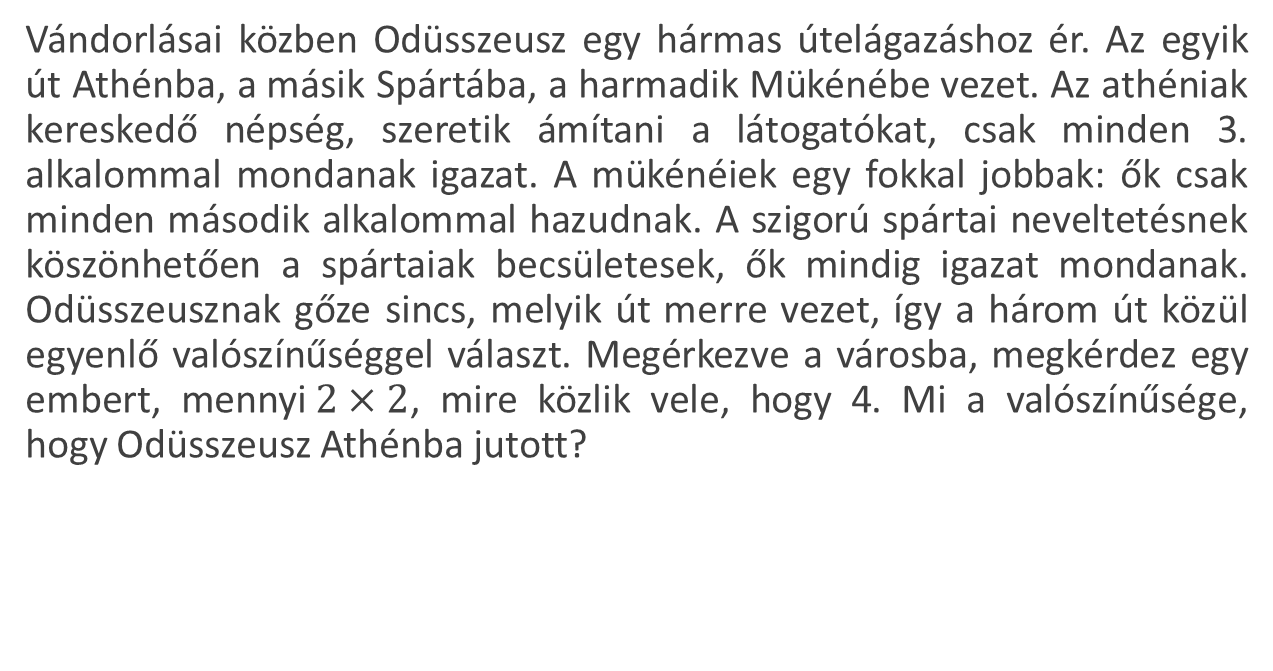 Vándorlásai közben Odüsszeusz egy hármas útelágazáshoz ér. Az egyik
út Athénba, a másik Spártába, a harmadik Mükénébe vezet. Az athéniak
kereskedő népség, szeretik ámítani a látogatókat, csak minden 3.
alkalommal mondanak igazat. A mükénéiek egy fokkal jobbak: ők csak
minden második alkalommal hazudnak. A szigorú spártai neveltetésnek
köszönhetően a spártaiak becsületesek, ők mindig igazat mondanak.
Odüsszeusznak gőze sincs, melyik út merre vezet, így a három út közül
egyenlő valószínűséggel választ. Megérkezve a városba, megkérdez egy
embert, mennyi 2 × 2, mire közlik vele, hogy 4. Mi a valószínűsége,
hogy Odüsszeusz Athénba jutott?